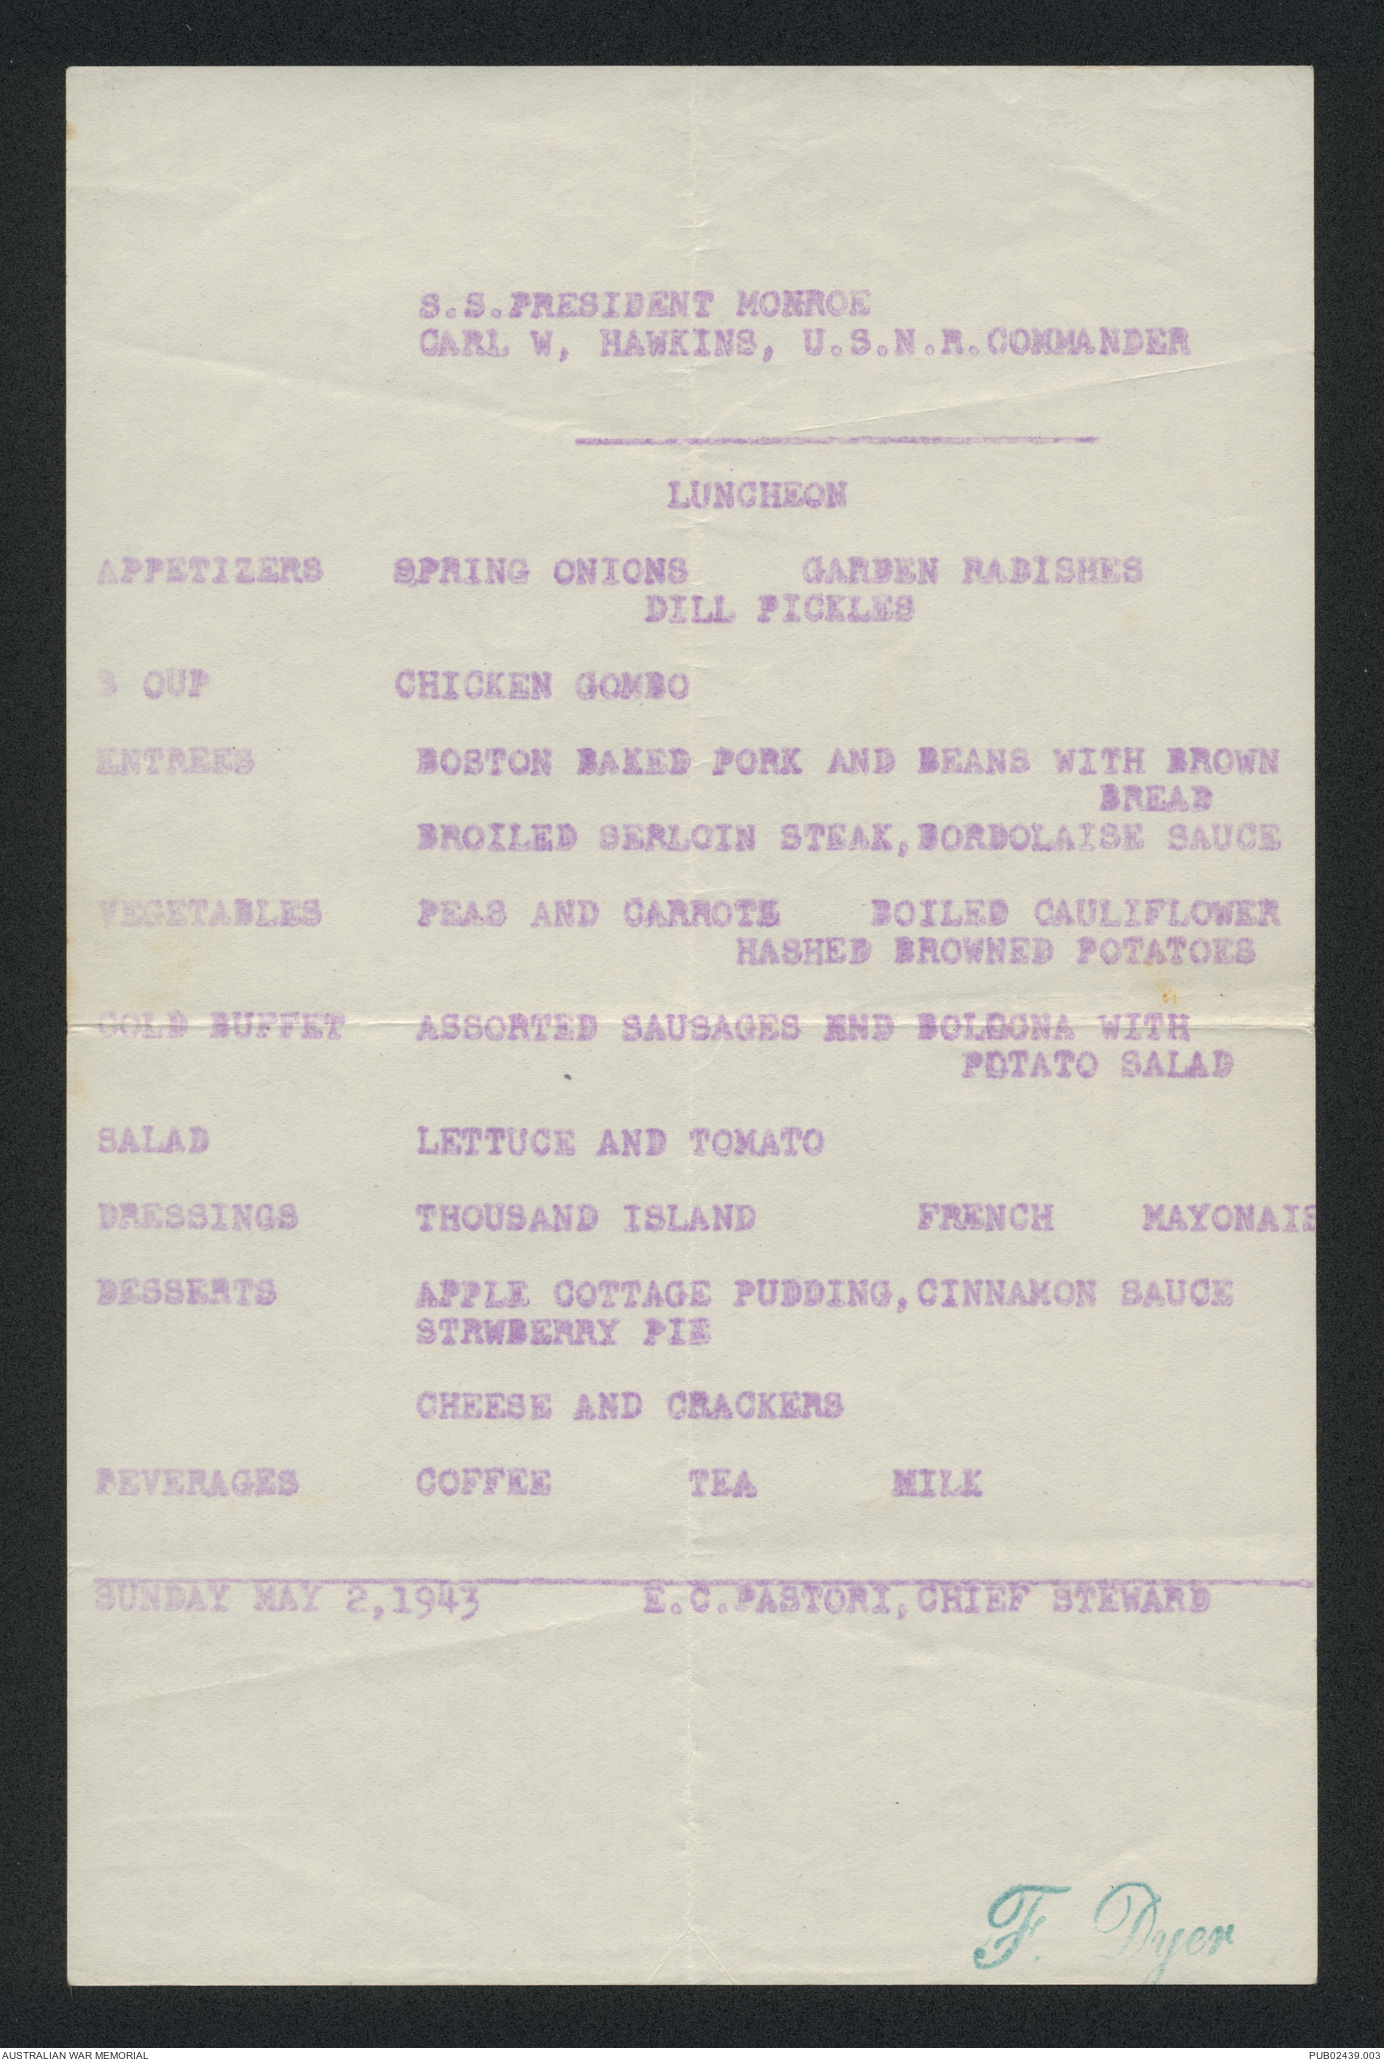 S.S.PRESIDENT MONROE
CARL W, HAWKINS, U.S.N.R.COMMANDER
LUNCHEON
APPETIZERS SPRING ONIONS GARDEN RADISHES
DILL PICKLES
S OUP CHICKEN GOMBO
ENTREES BOSTON BAKED PORK AND BEANS WITH BROWN
BREAD
BROILED SERLOIN STEAK,BORDOLAISE SAUCE
VEGETABLES PEAS AND CARROTS BOILED CAULIFLOWER
HASHED BROWNED POTATOES
COLD BUFFET ASSORTED SAUSAGES AND BOLOGNA WITH
POTATO SALAD
SALAD LETTUCE AND TOMATO
DRESSINGS THOUSAND ISLAND FRENCH MAYONAIS
DESSERTS APPLE COTTAGE PUDDING,CINNAMON SAUCE
STRWBERRY PIE
CHEESE AND CRACKERS
BEVERAGES COFFEE TEA MILK
SUNDAY MAY 2,1943 E.C.PASTORI,CHIEF STEWARD
F. Dyer
AUSTRALIAN WAR MEMORIAL PUB02439.003